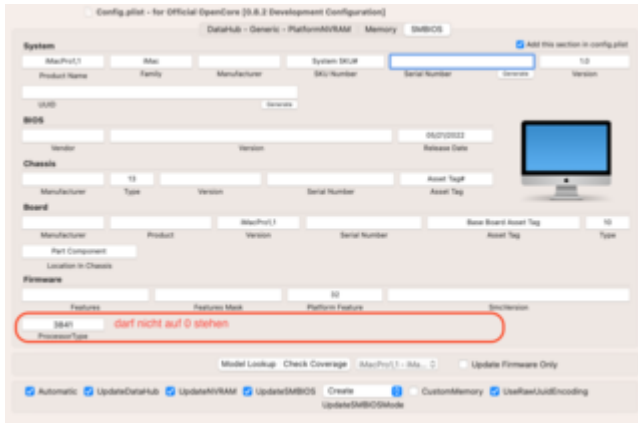 Config.plist - for Official OpenCore [0.8.2 Development Configuration]
DataHub - Generic - PlatformNVRAM Memory SMBIOS
System
Add this section in config.plist
iMacPro1,1 iMac System SKU# 1.0
Product Name Family Manufacturer SKU Number Serial Number Generate Version
UUID Generate
BIOS
05/21/2022
Vendor Version Release Date
Chassis
13 Asset Tag#
Manufacturer Type Version Serial Number Asset Tag
Board
iMacPro1,1 Base Board Asset Tag 10
Manufacturer Product Version Serial Number Asset Tag Type
Part Component
Location in Chassis
Firmware
32
Features Features Mask Platform Feature SmcVersion
3841 darf nicht auf 0 stehen
ProcessorType
Model Lookup Check Coverage iMacPro1,1 - iMa... Update Firmware Only
Automatic UpdateDataHub UpdateNVRAM UpdateSMBIOS Create CustomMemory UseRawUuidEncoding
UpdateSMBIOSMode